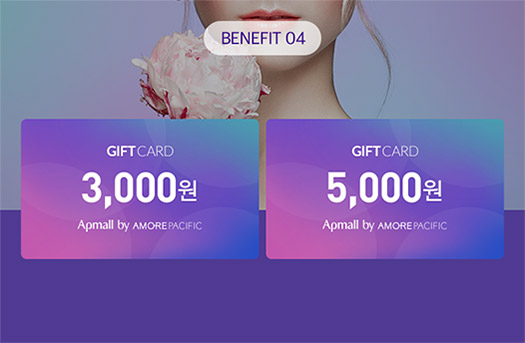 BENEFIT 04
GIFTCARD
3,000원
Apmall by AMOREPACIFIC
GIFTCARD
5,000원
Apmall by AMOREPACIFIC